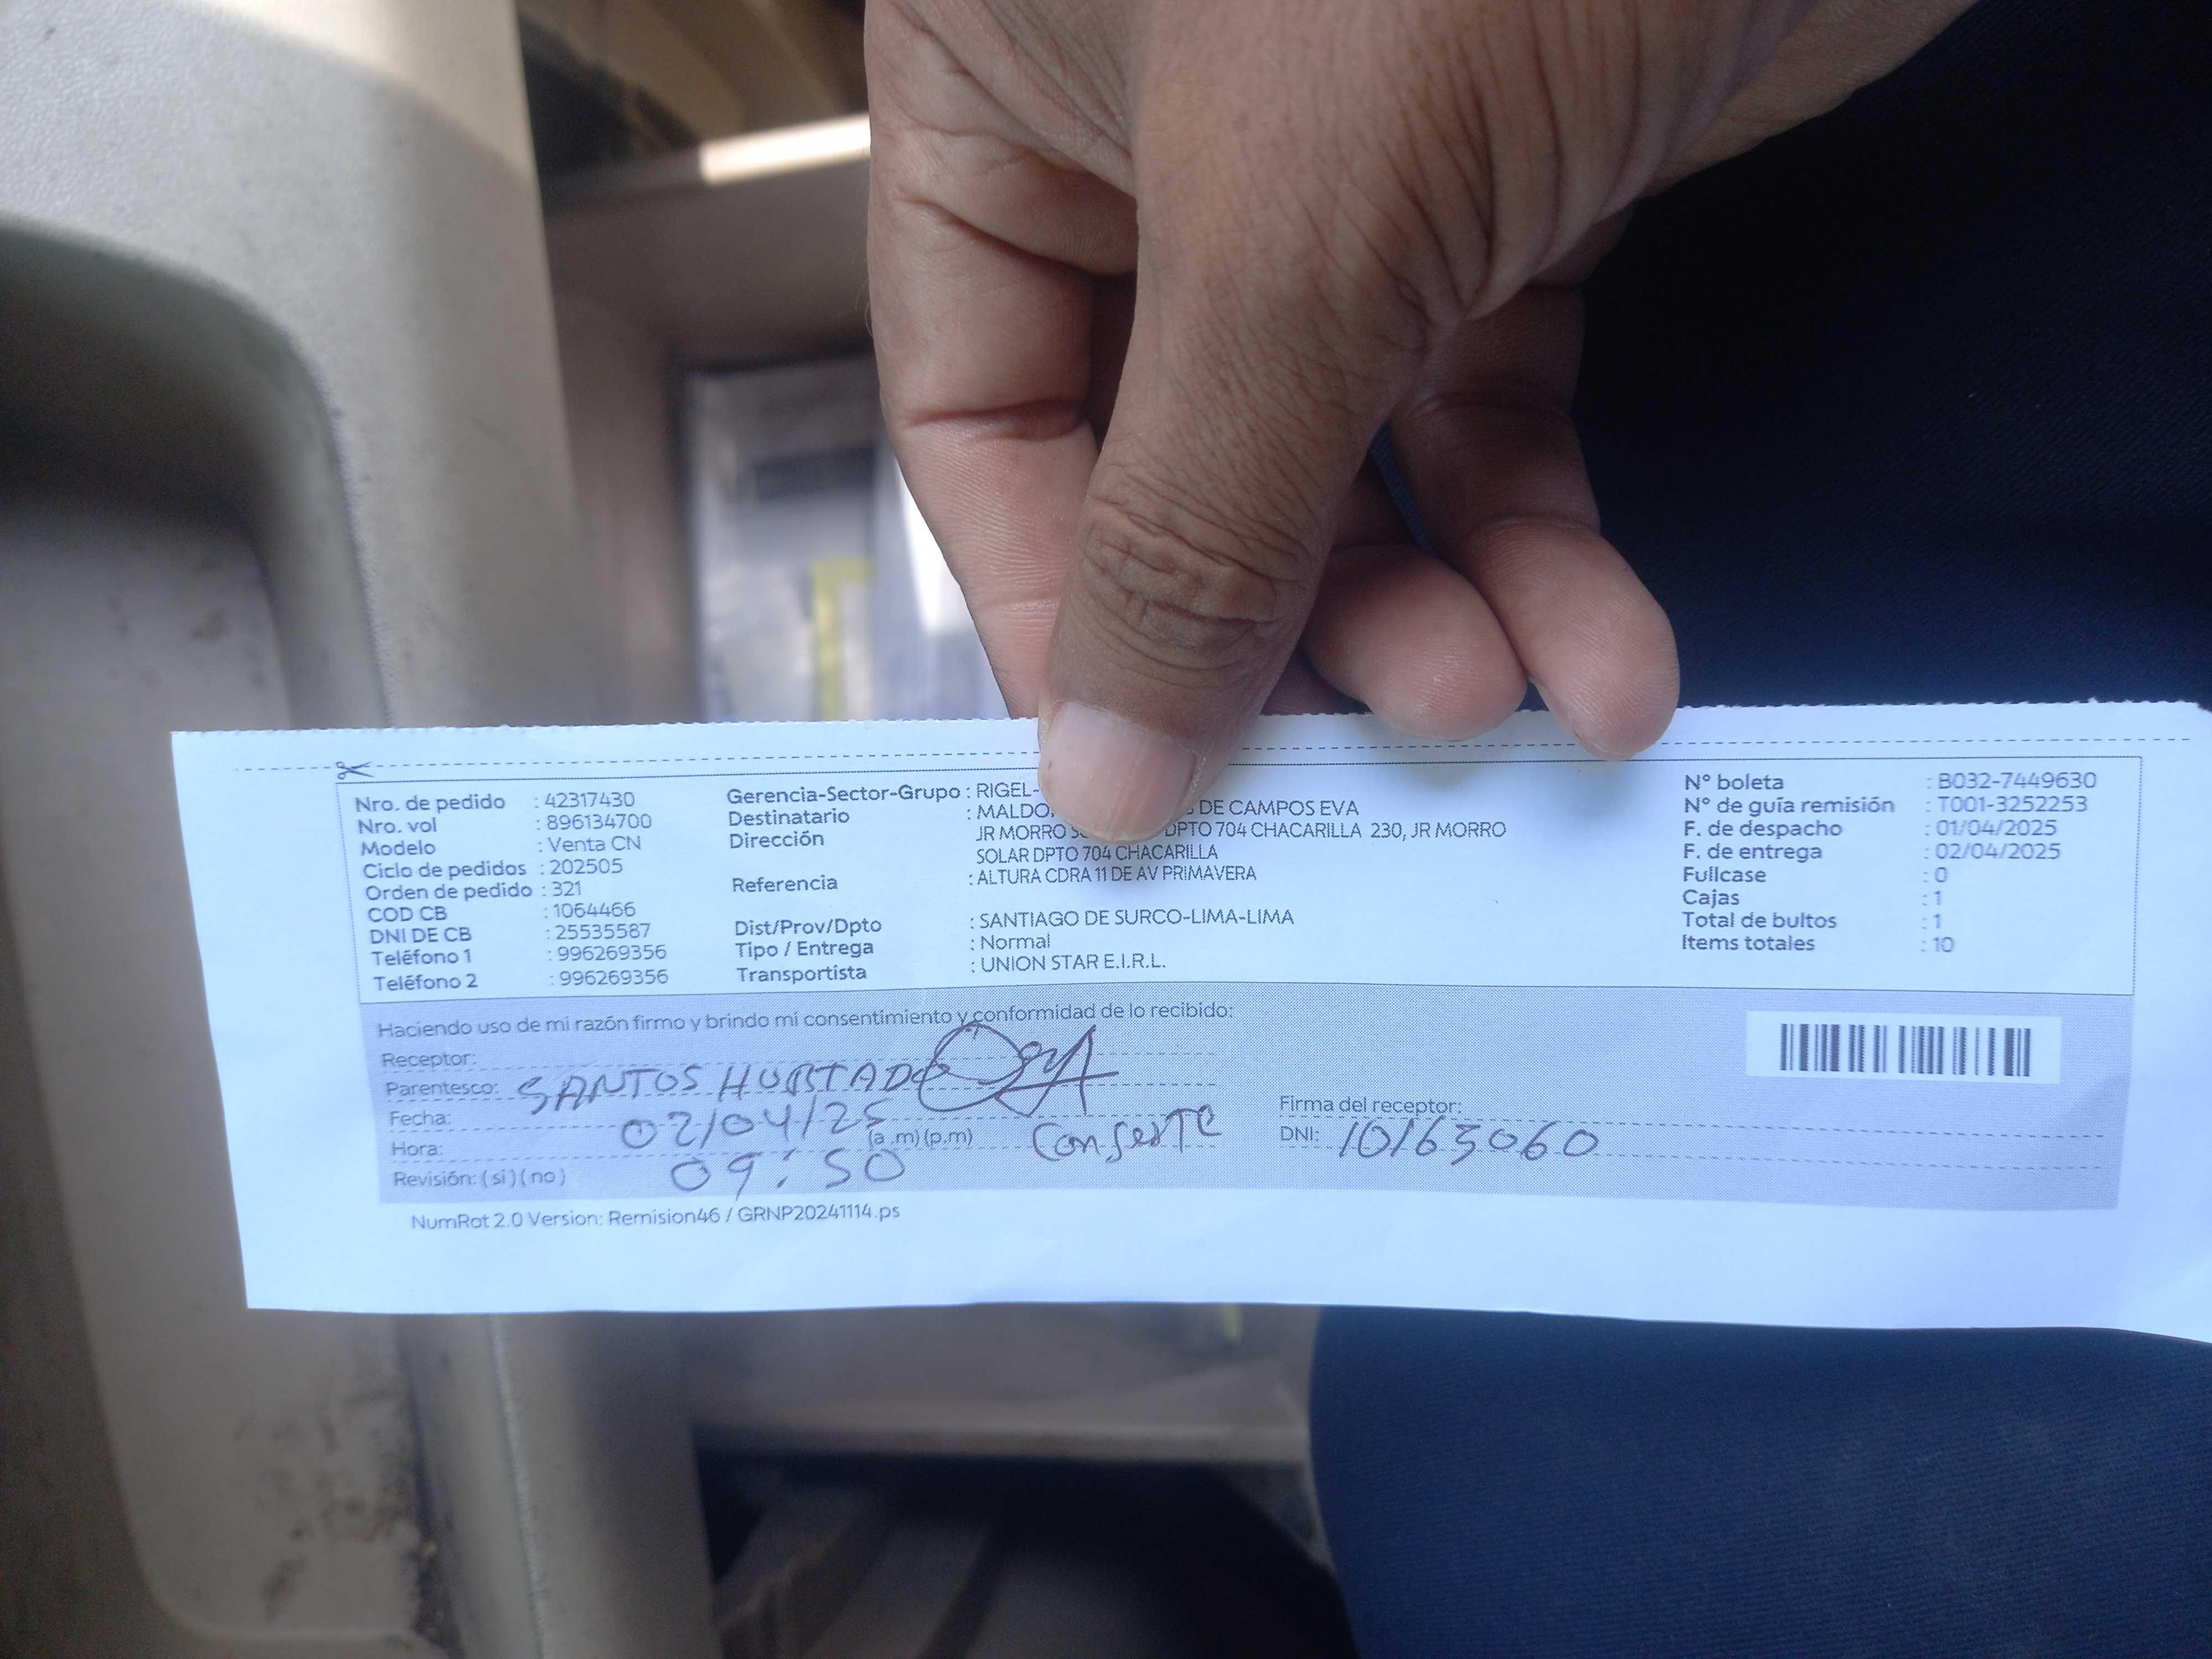 Nro. de pedido : 42317430
Nro. vol : 896134700
Modelo : Venta CN
Ciclo de pedidos : 202505
Orden de pedido : 321
COD CB : 1064466
DNI DE CB : 25535587
Teléfono 1 : 996269356
Teléfono 2 : 996269356
Gerencia-Sector-Grupo : RIGEL-
Destinatario : DE CAMPOS EVA
Dirección JR MORRO DPTO 704 CHACARILLA 230, JR MORRO
SOLAR DPTO 704 CHACARILLA
Referencia : ALTURA CDRA 11 DE AV PRIMAVERA
Dist/Prov/Dpto : SANTIAGO DE SURCO-LIMA-LIMA
Tipo / Entrega : Normal
Transportista : UNION STAR E.I.R.L.
N° boleta : B032-7449630
N° de guía remisión : T001-3252253
F. de despacho : 01/04/2025
F. de entrega : 02/04/2025
Fullcase : 0
Cajas : 1
Total de bultos : 1
Items totales : 10
Haciendo uso de mi razón firmo y brindo mi consentimiento y conformidad de lo recibido:
Receptor:
Parentesco: SANTOS HURTADO
Fecha: 02/04/25
Hora: (a .m) (p.m)
Revisión: ( si ) ( no ) 09:50
Firma del receptor:
DNI: 10163060
NumRot 2.0 Version: Remision46 / GRNP20241114.ps